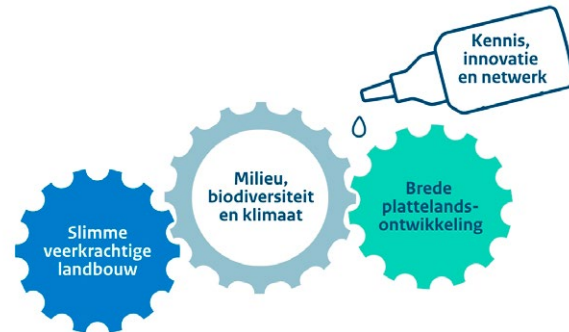 Kennis,
innovatie
en netwerk
Milieu,
biodiversiteit
en klimaat
Brede
plattelands-
ontwikkeling
Slimme
veerkrachtige
landbouw